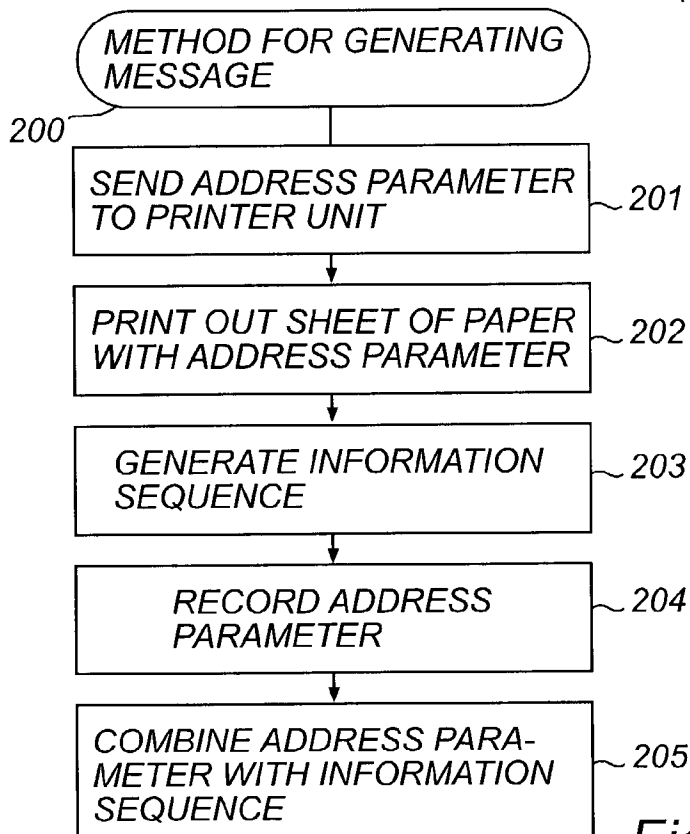 METHOD FOR GENERATING
MESSAGE
200
SEND ADDRESS PARAMETER
TO PRINTER UNIT
201
PRINT OUT SHEET OF PAPER
WITH ADDRESS PARAMETER
202
GENERATE INFORMATION
SEQUENCE
203
RECORD ADDRESS
PARAMETER
204
COMBINE ADDRESS PARA-
METER WITH INFORMATION
SEQUENCE
205